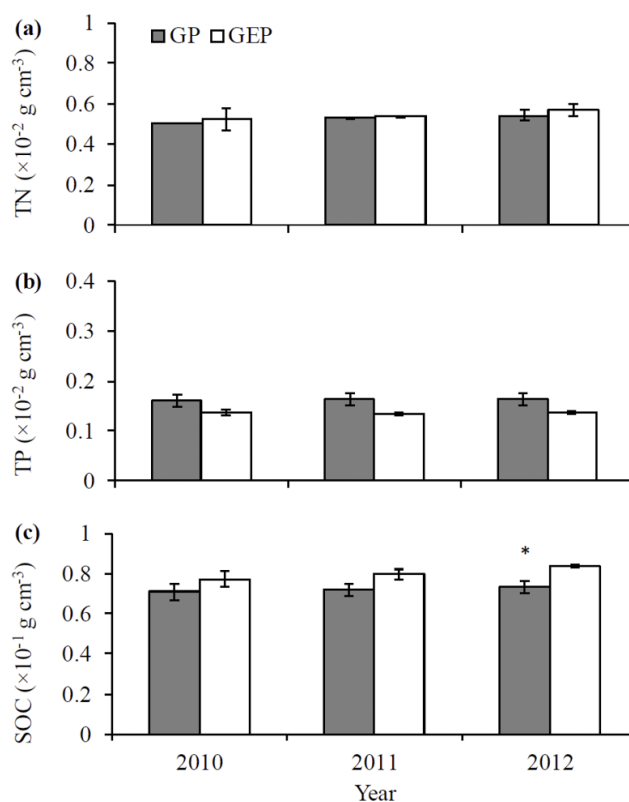 (a)
GP GEP
TN (×10⁻² g cm⁻³)
1
0.8
0.6
0.4
0.2
0
(b)
TP (×10⁻² g cm⁻³)
0.4
0.3
0.2
0.1
0
(c)
SOC (×10⁻¹ g cm⁻³)
1
0.8
0.6
0.4
0.2
0
*
2010 2011 2012
Year